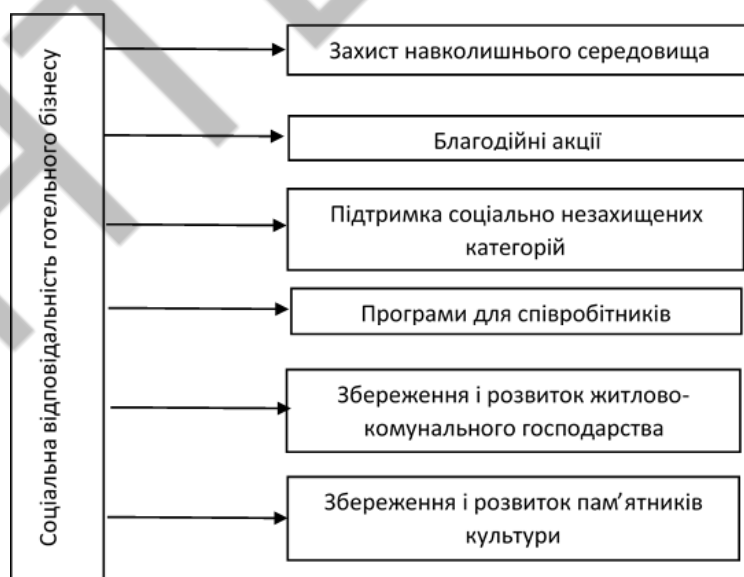 Соціальна відповідальність готельного бізнесу
Захист навколишнього середовища
Благодійні акції
Підтримка соціально незахищених
категорій
Програми для співробітників
Збереження і розвиток житлово-
комунального господарства
Збереження і розвиток пам’ятників
культури